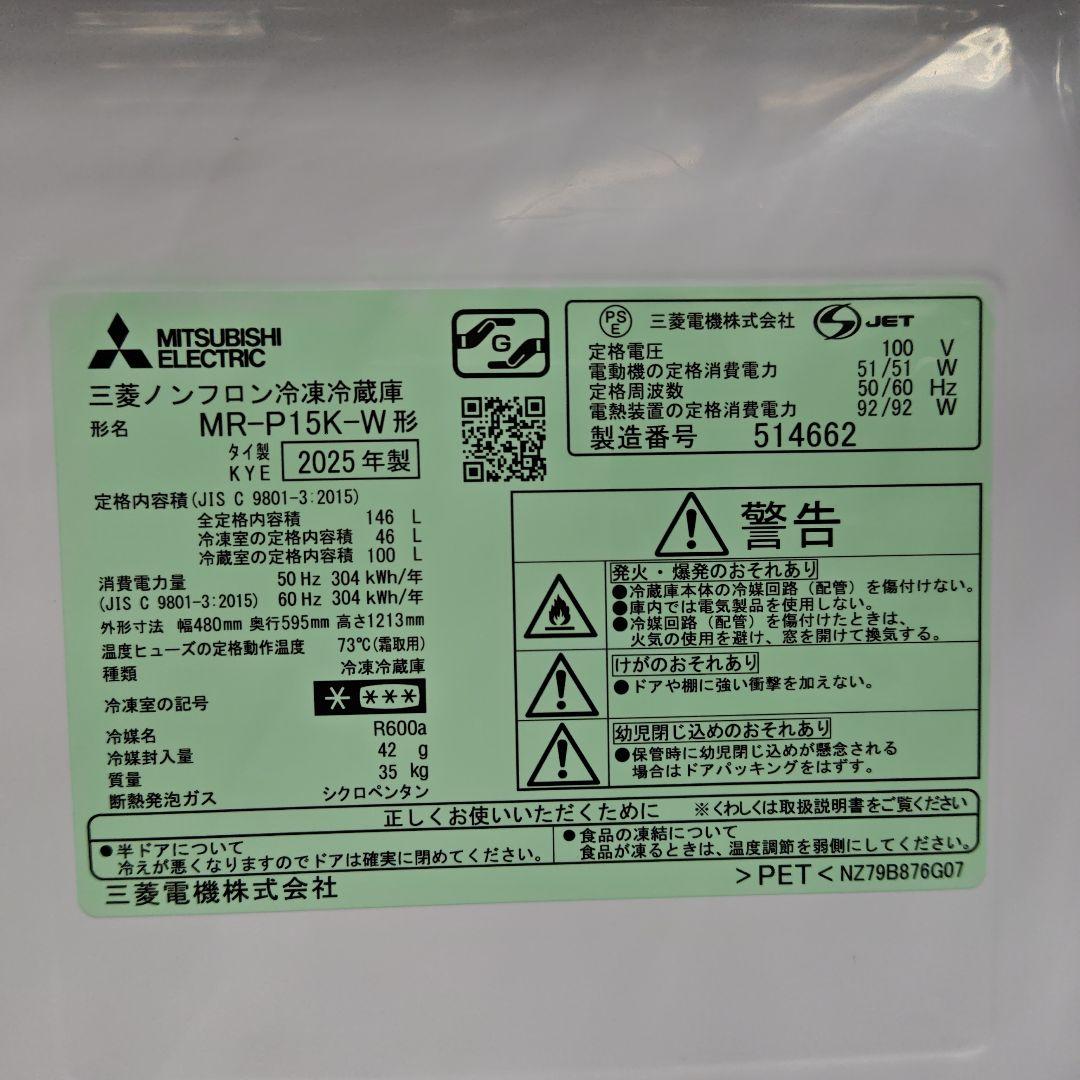 MITSUBISHI
ELECTRIC
三菱ノンフロン冷凍冷蔵庫
形名 MR-P15K-W形
タイ製
KYE 2025年製
定格内容積(JIS C 9801-3:2015)
全定格内容積 146 L
冷凍室の定格内容積 46 L
冷蔵室の定格内容積 100 L
消費電力量 50Hz 304kWh/年
(JIS C 9801-3:2015) 60Hz 304kWh/年
外形寸法 幅480mm 奥行595mm 高さ1213mm
温度ヒューズの定格動作温度 73℃(霜取用)
種類 冷凍冷蔵庫
冷凍室の記号 * ***
冷媒名 R600a
冷媒封入量 42 g
質量 35 kg
断熱発泡ガス シクロペンタン
G
PS
E 三菱電機株式会社 JET
定格電圧 100 V
電動機の定格消費電力 51/51 W
定格周波数 50/60 Hz
電熱装置の定格消費電力 92/92 W
製造番号 514662
警告
発火・爆発のおそれあり
●冷蔵庫本体の冷媒回路(配管)を傷付けない。
●庫内では電気製品を使用しない。
●冷媒回路(配管)を傷付けたときは、
火気の使用を避け、窓を開けて換気する。
けがのおそれあり
●ドアや棚に強い衝撃を加えない。
幼児閉じ込めのおそれあり
●保管時に幼児閉じ込めが懸念される
場合はドアパッキングをはずす。
正しくお使いいただくために ※くわしくは取扱説明書をご覧ください
●半ドアについて
冷えが悪くなりますのでドアは確実に閉めてください。
●食品の凍結について
食品が凍るときは、温度調節を弱側にしてください。
三菱電機株式会社
>PET< NZ79B876G07